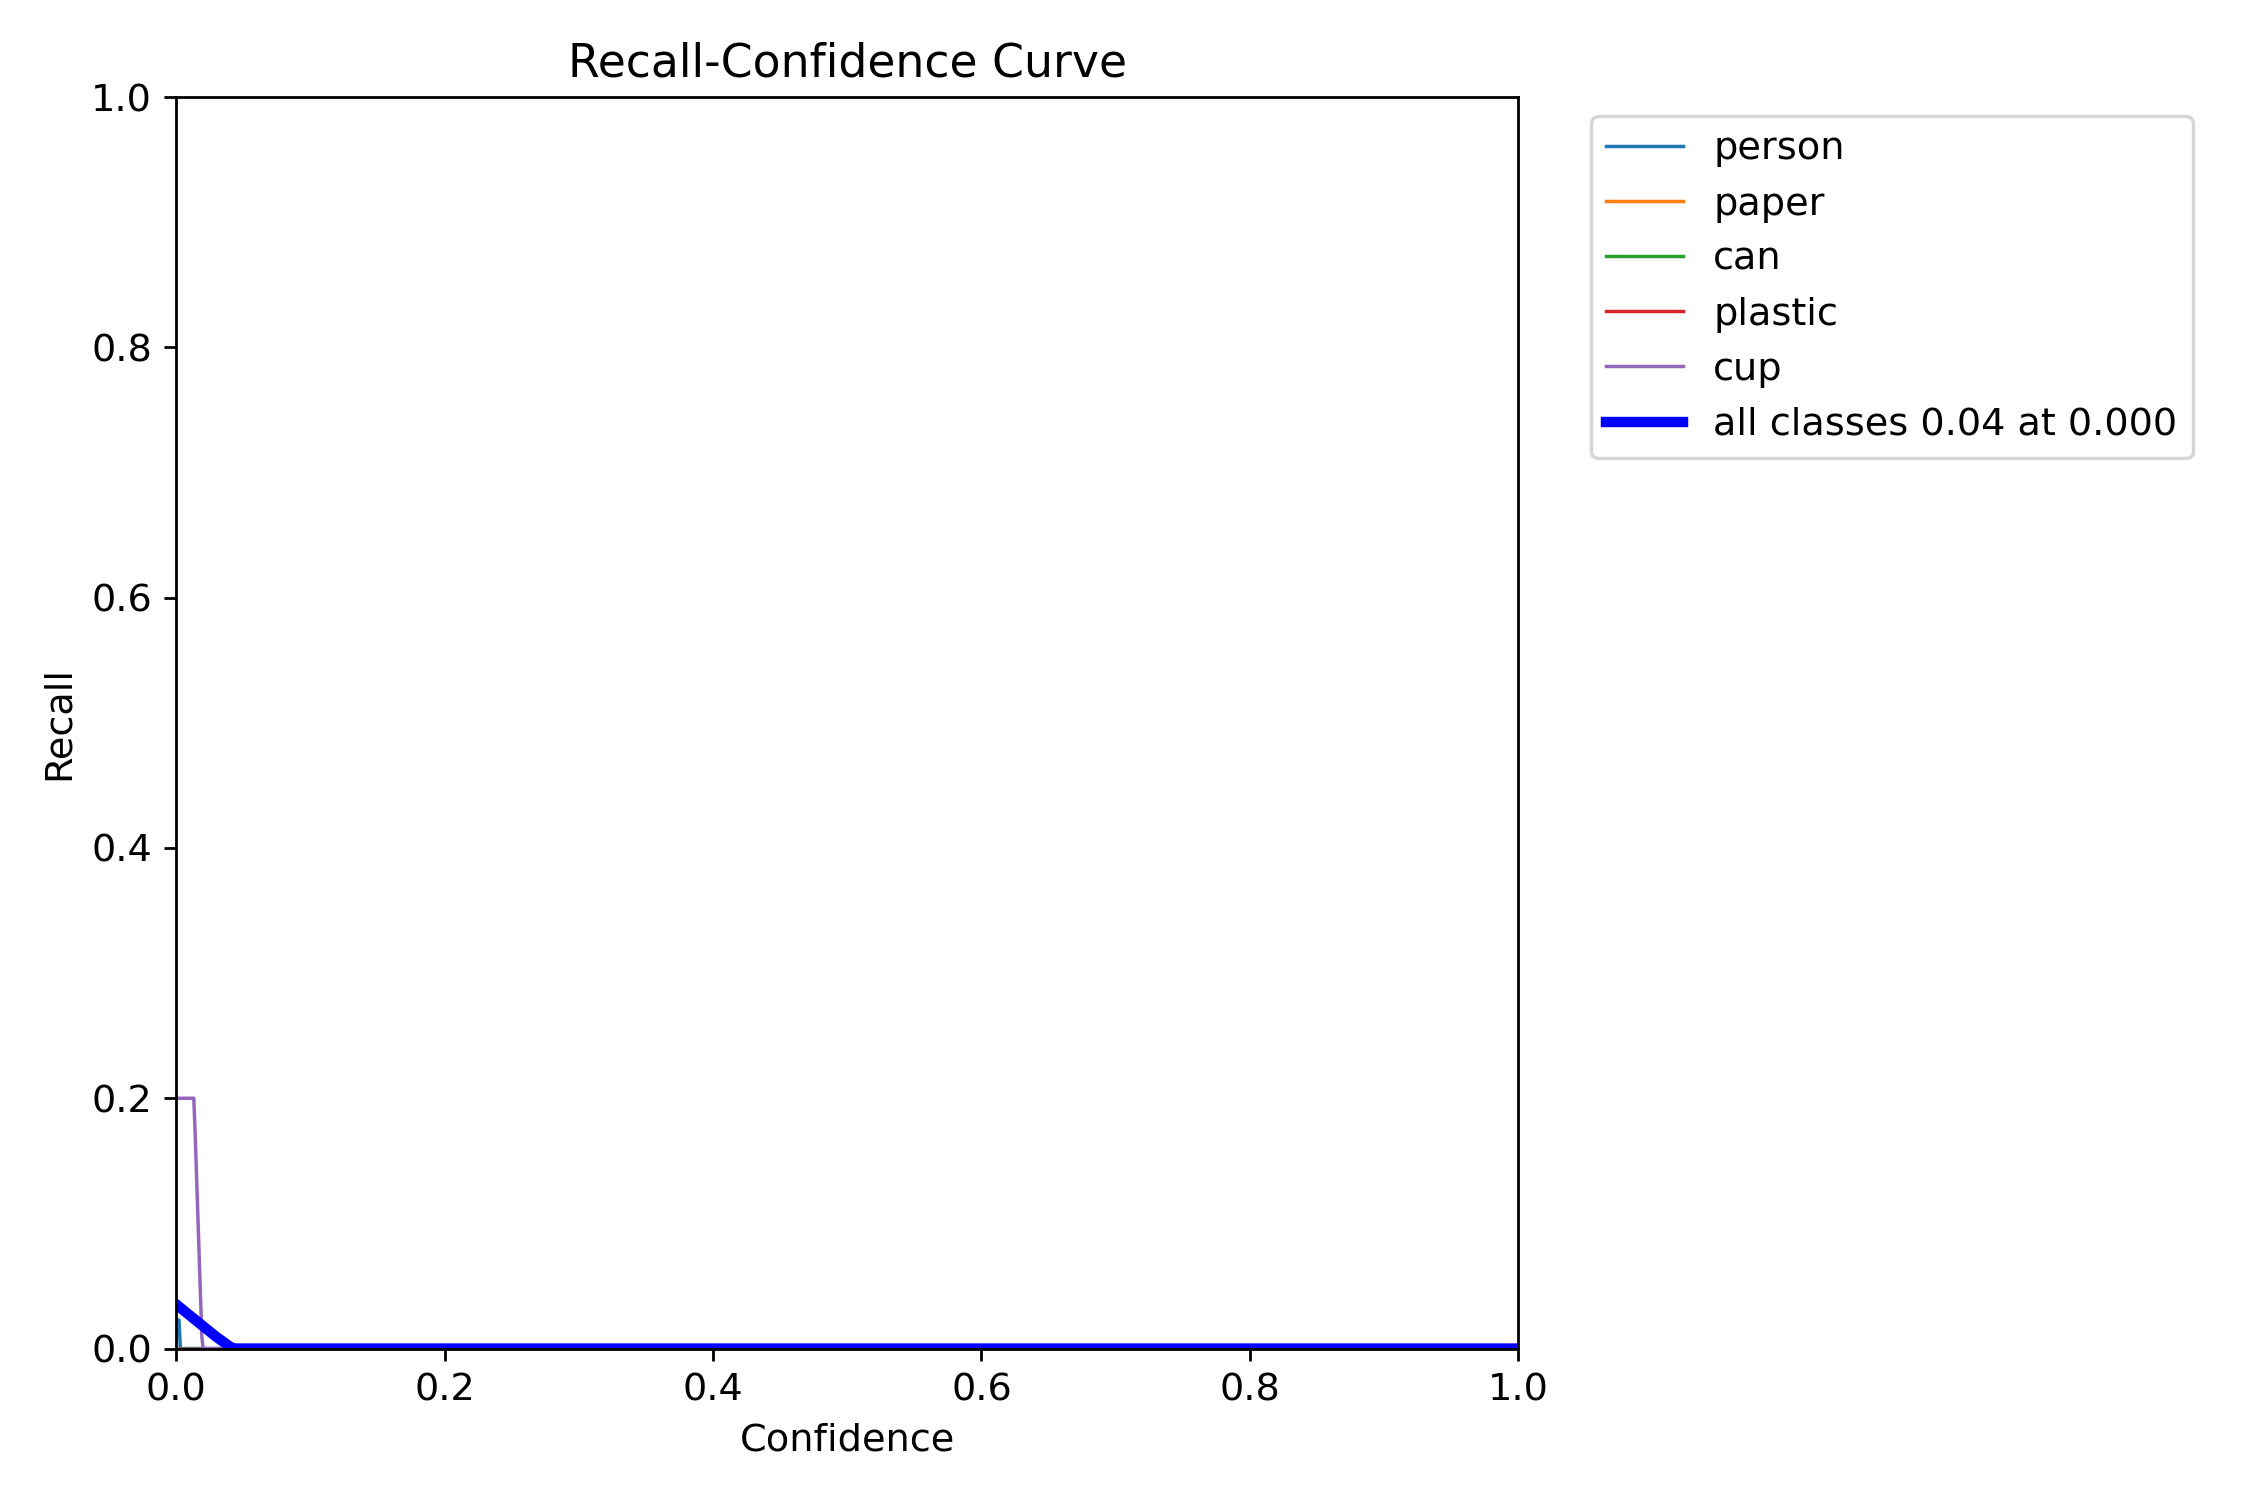 Recall-Confidence Curve
1.0
0.8
0.6
0.4
0.2
0.0
Recall
0.0 0.2 0.4 0.6 0.8 1.0
Confidence
person
paper
can
plastic
cup
all classes 0.04 at 0.000